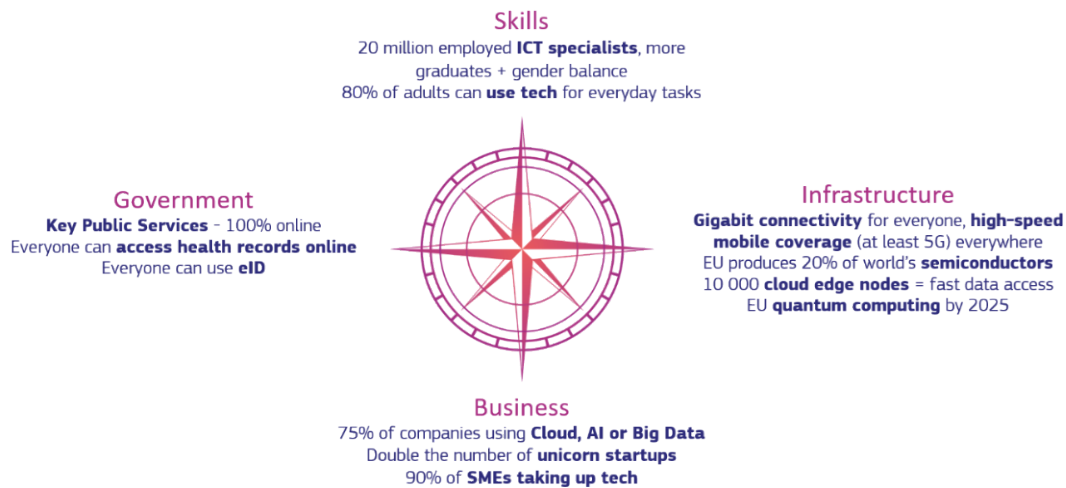 Skills
20 million employed ICT specialists, more
graduates + gender balance
80% of adults can use tech for everyday tasks
Government
Key Public Services - 100% online
Everyone can access health records online
Everyone can use eID
Infrastructure
Gigabit connectivity for everyone, high-speed
mobile coverage (at least 5G) everywhere
EU produces 20% of world's semiconductors
10 000 cloud edge nodes = fast data access
EU quantum computing by 2025
Business
75% of companies using Cloud, AI or Big Data
Double the number of unicorn startups
90% of SMEs taking up tech